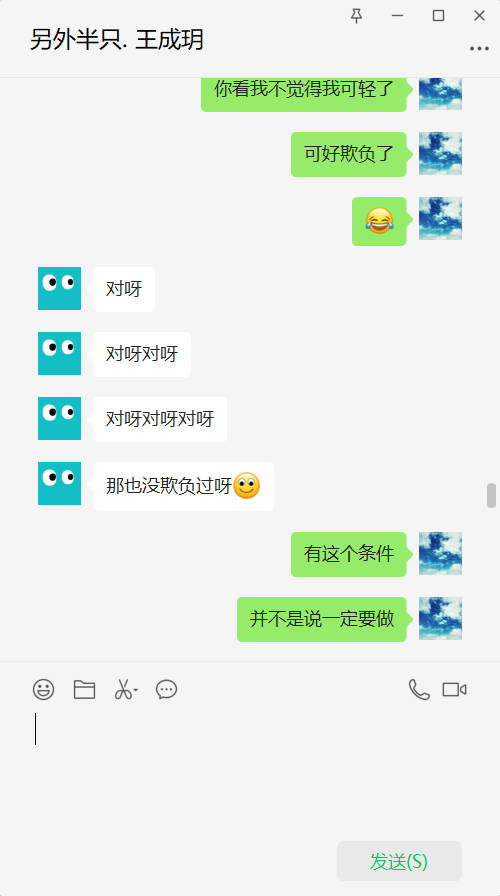 另外半只. 王成玥
你看我不觉得我可轻了
可好欺负了
对呀
对呀对呀
对呀对呀对呀
那也没欺负过呀
有这个条件
并不是说一定要做
发送(S)